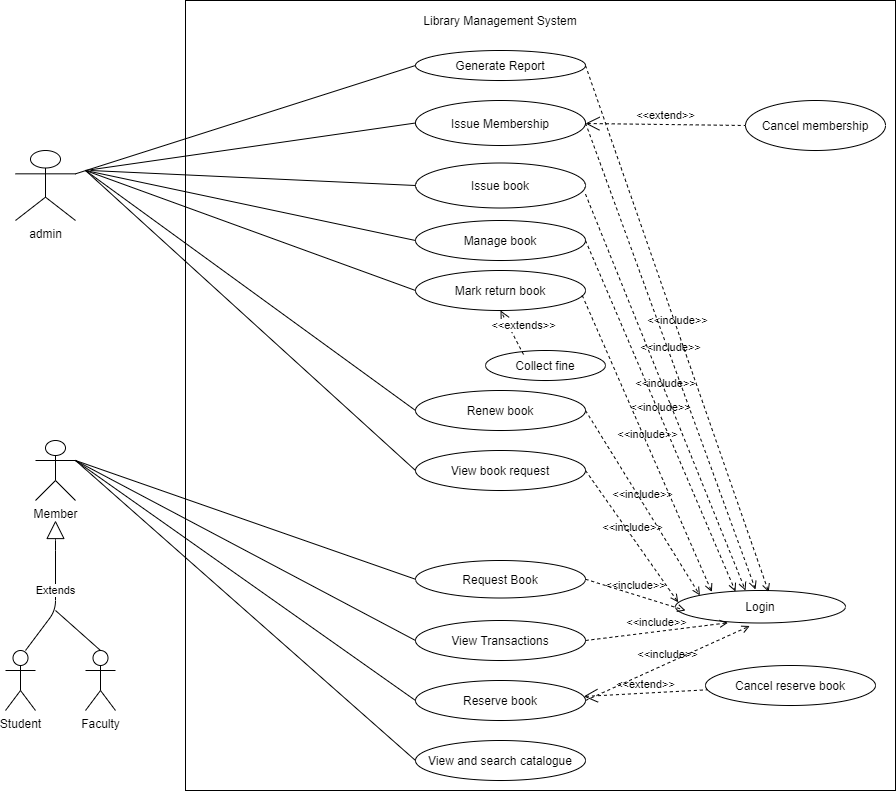 Library Management System
Generate Report
Issue Membership
<<extend>>
Cancel membership
Issue book
admin
Manage book
Mark return book
<<extends>>
<<include>>
<<include>>
Collect fine
<<include>>
<<include>>
Renew book
<<include>>
View book request
<<include>>
Member
<<include>>
Request Book
<<include>>
Extends
Login
<<include>>
View Transactions
<<include>>
<<extend>>
Cancel reserve book
Reserve book
Student
Faculty
View and search catalogue